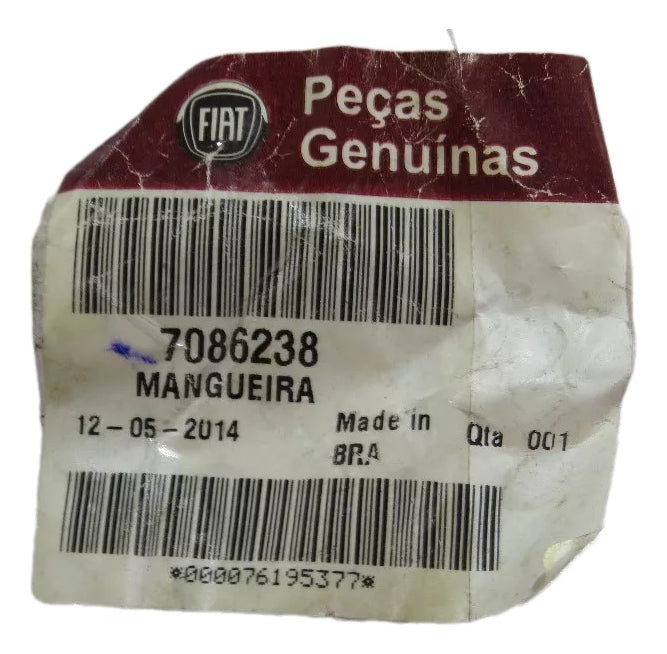 FIAT
Peças
Genuínas
7086238
MANGUEIRA
12-05-2014
Made in
BRA
Qta 001
*000076195377*